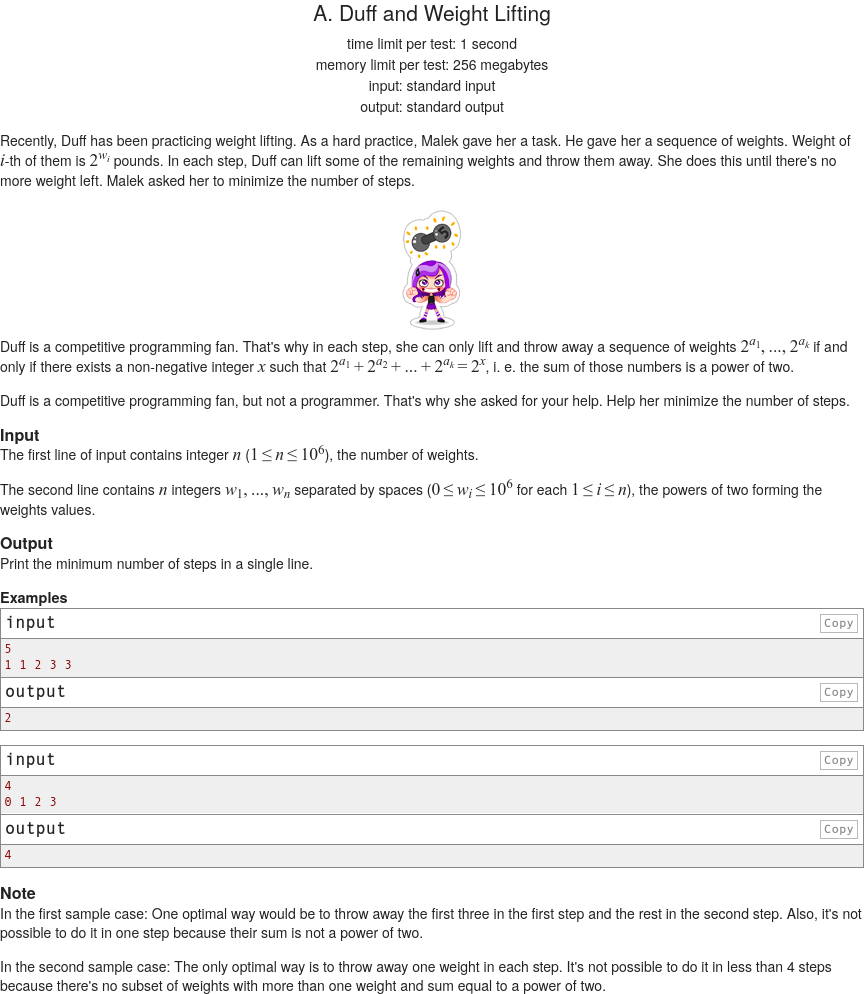 A. Duff and Weight Lifting
time limit per test: 1 second
memory limit per test: 256 megabytes
input: standard input
output: standard output
Recently, Duff has been practicing weight lifting. As a hard practice, Malek gave her a task. He gave her a sequence of weights. Weight of
i-th of them is 2^{w_i} pounds. In each step, Duff can lift some of the remaining weights and throw them away. She does this until there's no
more weight left. Malek asked her to minimize the number of steps.
5
Duff is a competitive programming fan. That's why in each step, she can only lift and throw away a sequence of weights 2^{a_1}, ..., 2^{a_k} if and
only if there exists a non-negative integer x such that 2^{a_1} + 2^{a_2} + ... + 2^{a_k} = 2^x, i. e. the sum of those numbers is a power of two.
Duff is a competitive programming fan, but not a programmer. That's why she asked for your help. Help her minimize the number of steps.
Input
The first line of input contains integer n (1 ≤ n ≤ 10^6), the number of weights.
The second line contains n integers w_1, ..., w_n separated by spaces (0 ≤ w_i ≤ 10^6 for each 1 ≤ i ≤ n), the powers of two forming the
weights values.
Output
Print the minimum number of steps in a single line.
Examples
input Copy
5
1 1 2 3 3
output Copy
2
input Copy
4
0 1 2 3
output Copy
4
Note
In the first sample case: One optimal way would be to throw away the first three in the first step and the rest in the second step. Also, it's not
possible to do it in one step because their sum is not a power of two.
In the second sample case: The only optimal way is to throw away one weight in each step. It's not possible to do it in less than 4 steps
because there's no subset of weights with more than one weight and sum equal to a power of two.